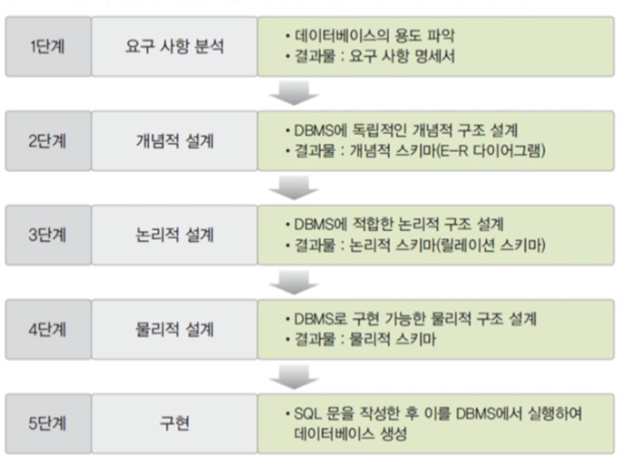 1단계
요구 사항 분석
• 데이터베이스의 용도 파악
• 결과물 : 요구 사항 명세서
2단계
개념적 설계
• DBMS에 독립적인 개념적 구조 설계
• 결과물 : 개념적 스키마(E-R 다이어그램)
3단계
논리적 설계
• DBMS에 적합한 논리적 구조 설계
• 결과물 : 논리적 스키마(릴레이션 스키마)
4단계
물리적 설계
• DBMS로 구현 가능한 물리적 구조 설계
• 결과물 : 물리적 스키마
5단계
구현
• SQL 문을 작성한 후 이를 DBMS에서 실행하여
데이터베이스 생성